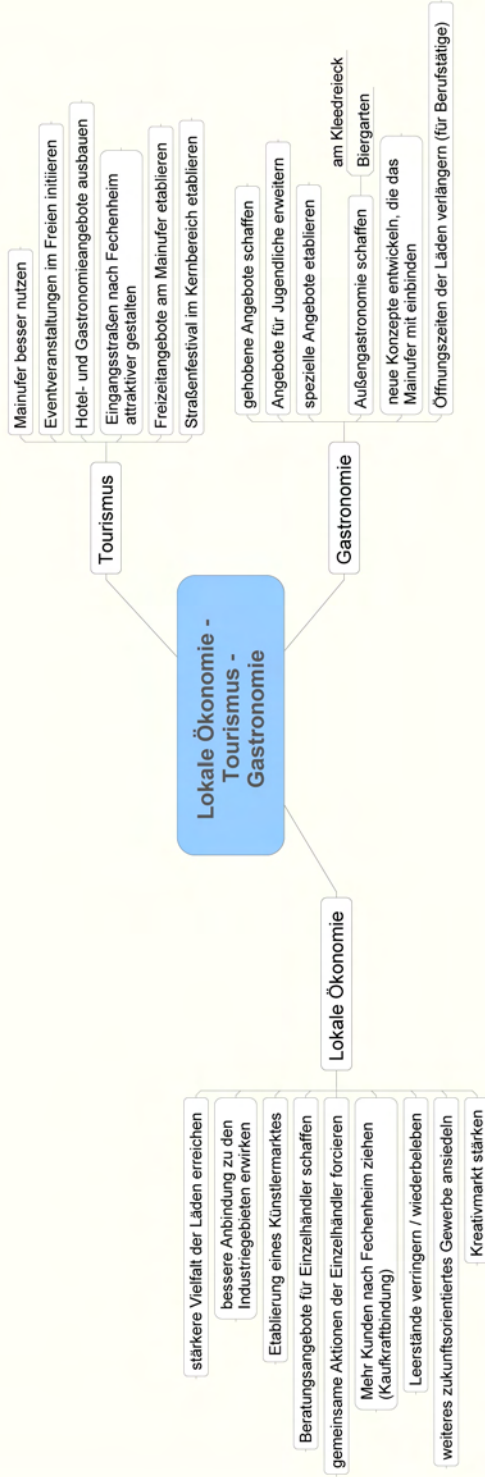 Lokale Ökonomie -
Tourismus -
Gastronomie
Tourismus
Mainufer besser nutzen
Eventveranstaltungen im Freien initiieren
Hotel- und Gastronomieangebote ausbauen
Eingangsstraßen nach Fechenheim
attraktiver gestalten
Freizeitangebote am Mainufer etablieren
Straßenfestival im Kernbereich etablieren
Gastronomie
gehobene Angebote schaffen
Angebote für Jugendliche erweitern
spezielle Angebote etablieren
Außengastronomie schaffen
am Kleedreieck
Biergarten
neue Konzepte entwickeln, die das
Mainufer mit einbinden
Öffnungszeiten der Läden verlängern (für Berufstätige)
Lokale Ökonomie
stärkere Vielfalt der Läden erreichen
bessere Anbindung zu den
Industriegebieten erwirken
Etablierung eines Künstlermarktes
Beratungsangebote für Einzelhändler schaffen
gemeinsame Aktionen der Einzelhändler forcieren
Mehr Kunden nach Fechenheim ziehen
(Kaufkraftbindung)
Leerstände verringern / wiederbeleben
weiteres zukunftsorientiertes Gewerbe ansiedeln
Kreativmarkt stärken